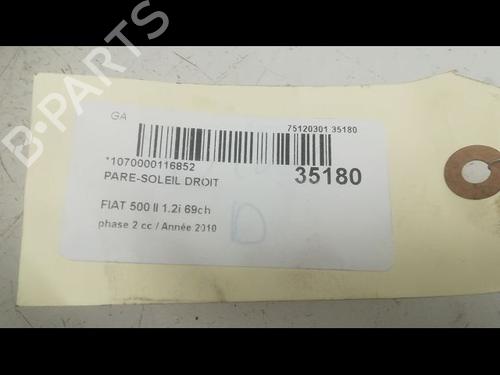 GA
75120301 35180
*1070000116852
PARE-SOLEIL DROIT
35180
FIAT 500 II 1.2i 69ch
phase 2 cc / Année 2010
D
B-PARTS